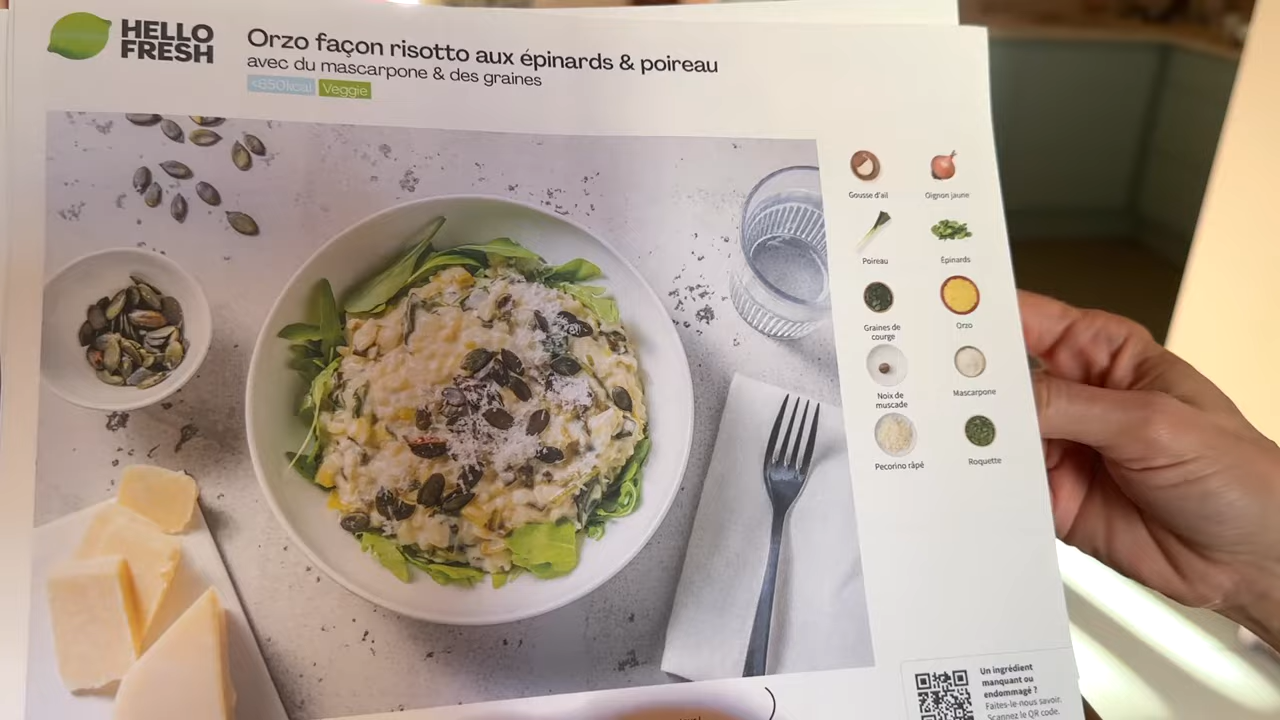 HELLO
FRESH
Orzo façon risotto aux épinards & poireau
avec du mascarpone & des graines
<650kcal Veggie
Gousse d'ail
Oignon jaune
Poireau
Épinards
Graines de
courge
Orzo
Noix de
muscade
Mascarpone
Pecorino râpé
Roquette
Un ingrédient
manquant ou
endommagé ?
Faites-le-nous savoir.
Scannez le QR code.